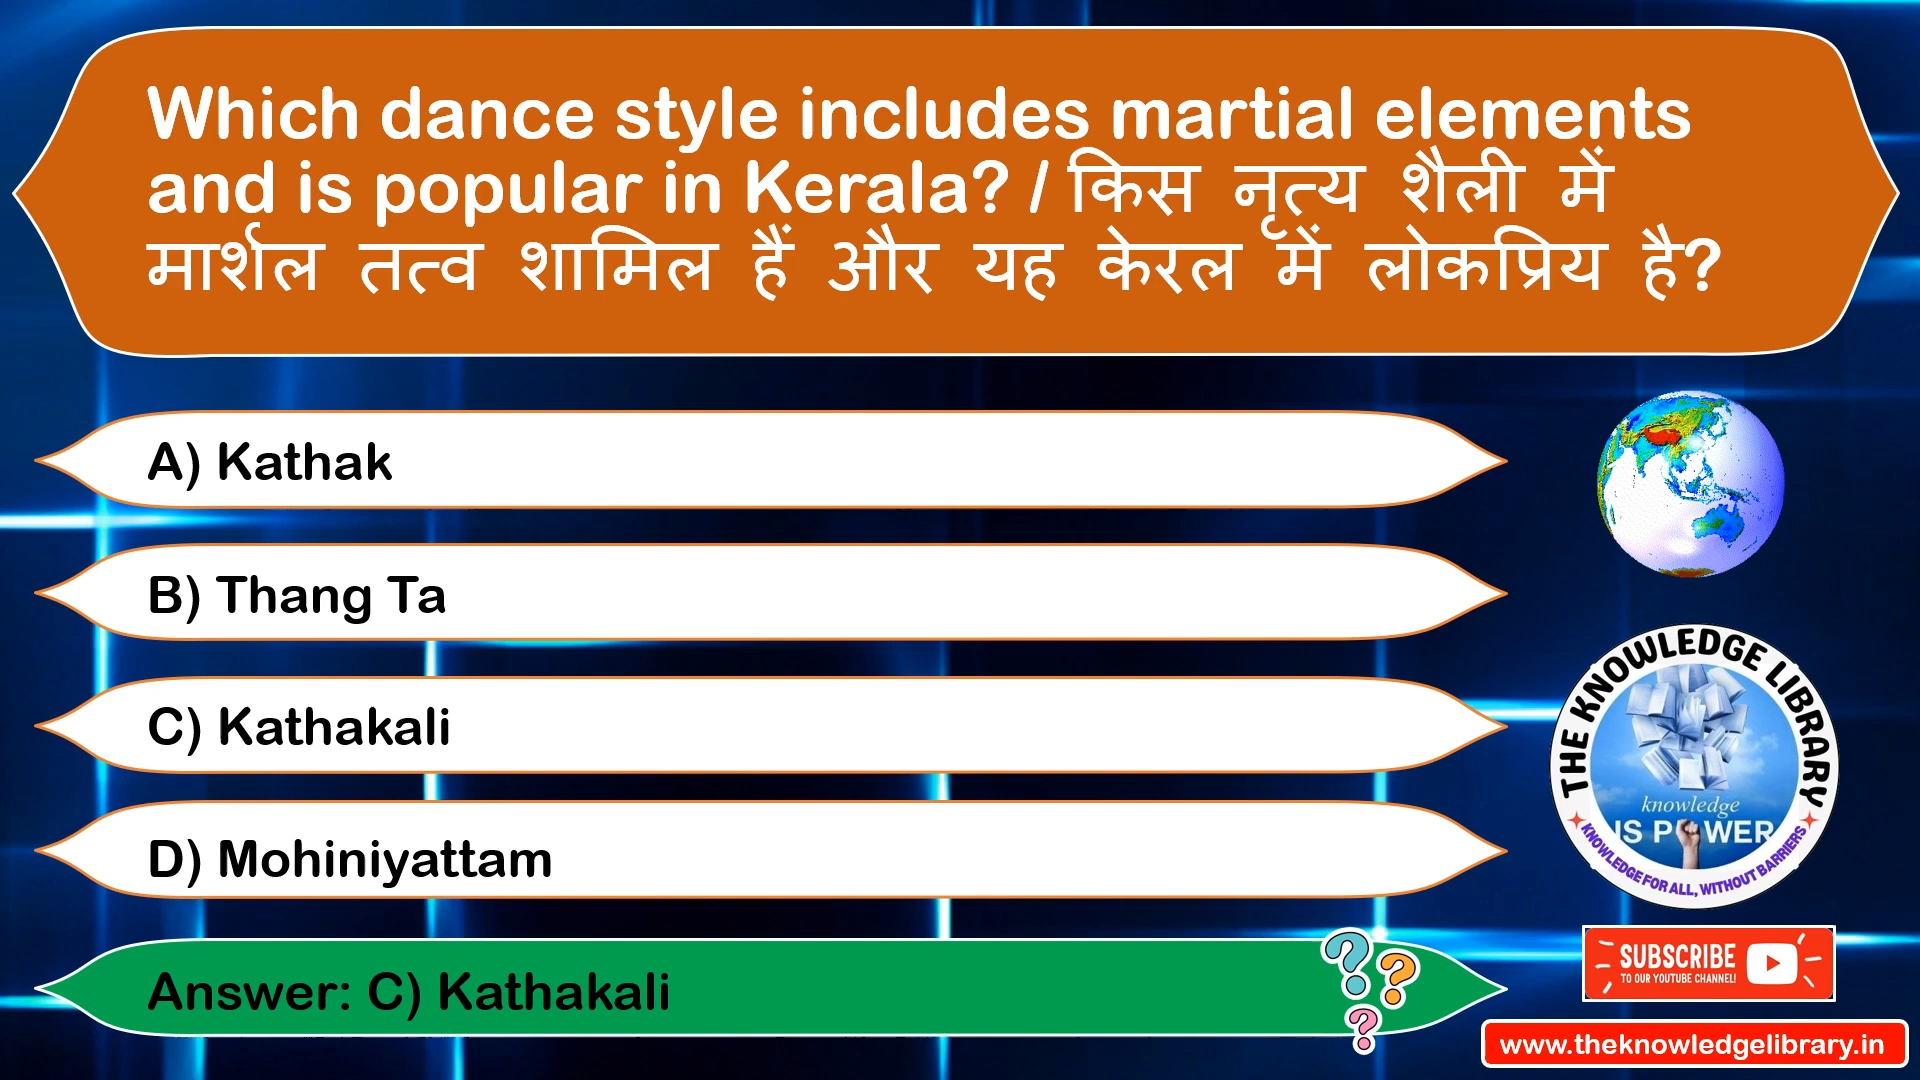 Which dance style includes martial elements
and is popular in Kerala? / किस नृत्य शैली में
मार्शल तत्व शामिल हैं और यह केरल में लोकप्रिय है?
A) Kathak
B) Thang Ta
C) Kathakali
D) Mohiniyattam
Answer: C) Kathakali
THE KNOWLEDGE LIBRARY
knowledge
IS POWER
KNOWLEDGE FOR ALL, WITHOUT BARRIERS
SUBSCRIBE
TO OUR YOUTUBE CHANNEL!
www.theknowledgelibrary.in